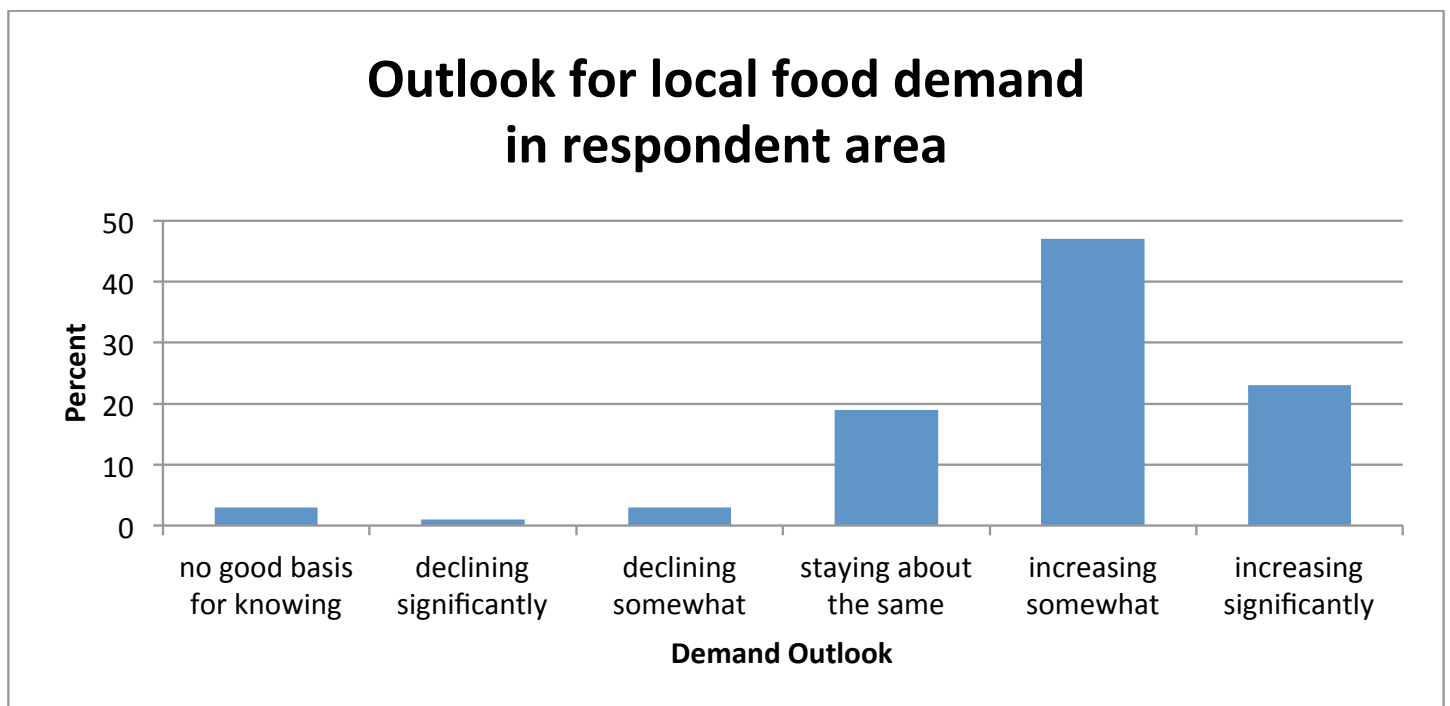 Outlook for local food demand
in respondent area
50
40
30
20
10
0
Percent
no good basis
for knowing
declining
significantly
declining
somewhat
staying about
the same
increasing
somewhat
increasing
significantly
Demand Outlook